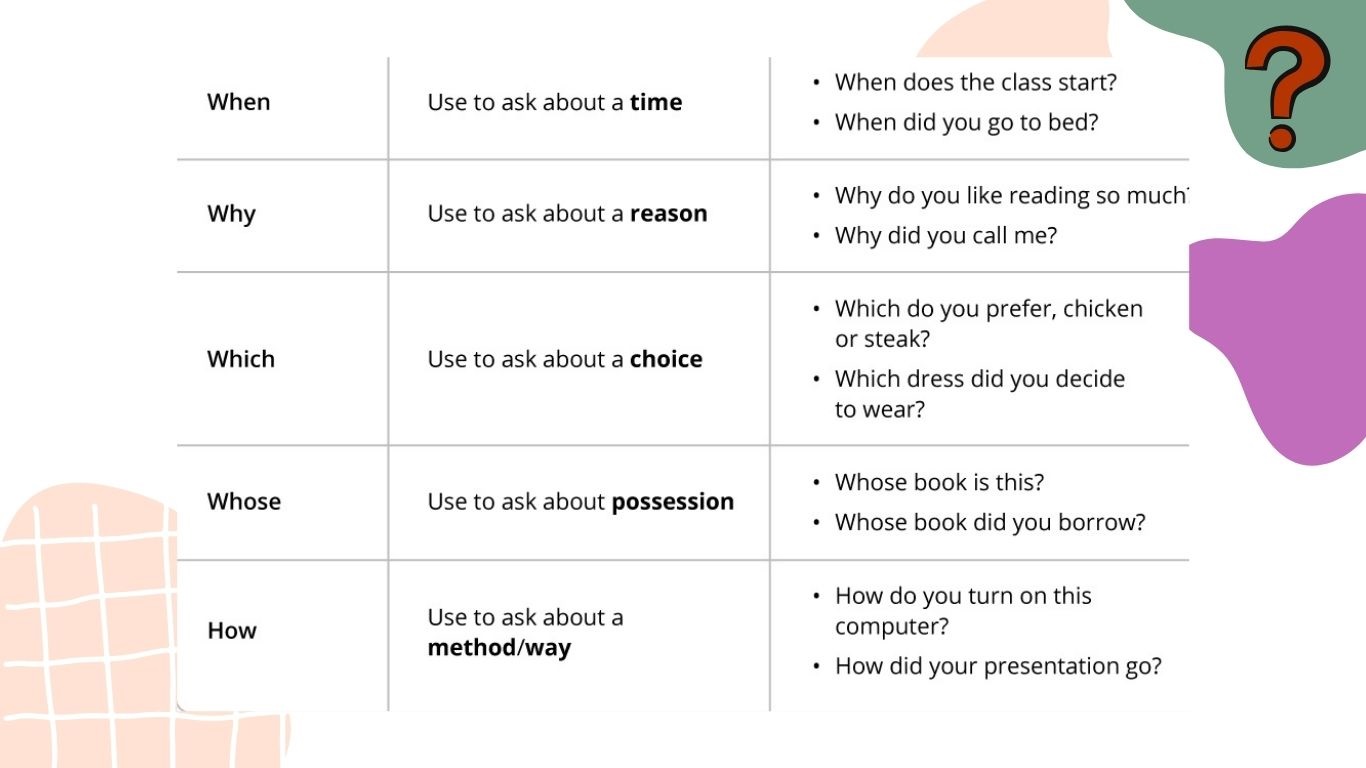 When
Use to ask about a time
• When does the class start?
• When did you go to bed?
Why
Use to ask about a reason
• Why do you like reading so much?
• Why did you call me?
Which
Use to ask about a choice
• Which do you prefer, chicken
or steak?
• Which dress did you decide
to wear?
Whose
Use to ask about possession
• Whose book is this?
• Whose book did you borrow?
How
Use to ask about a
method/way
• How do you turn on this
computer?
• How did your presentation go?
?